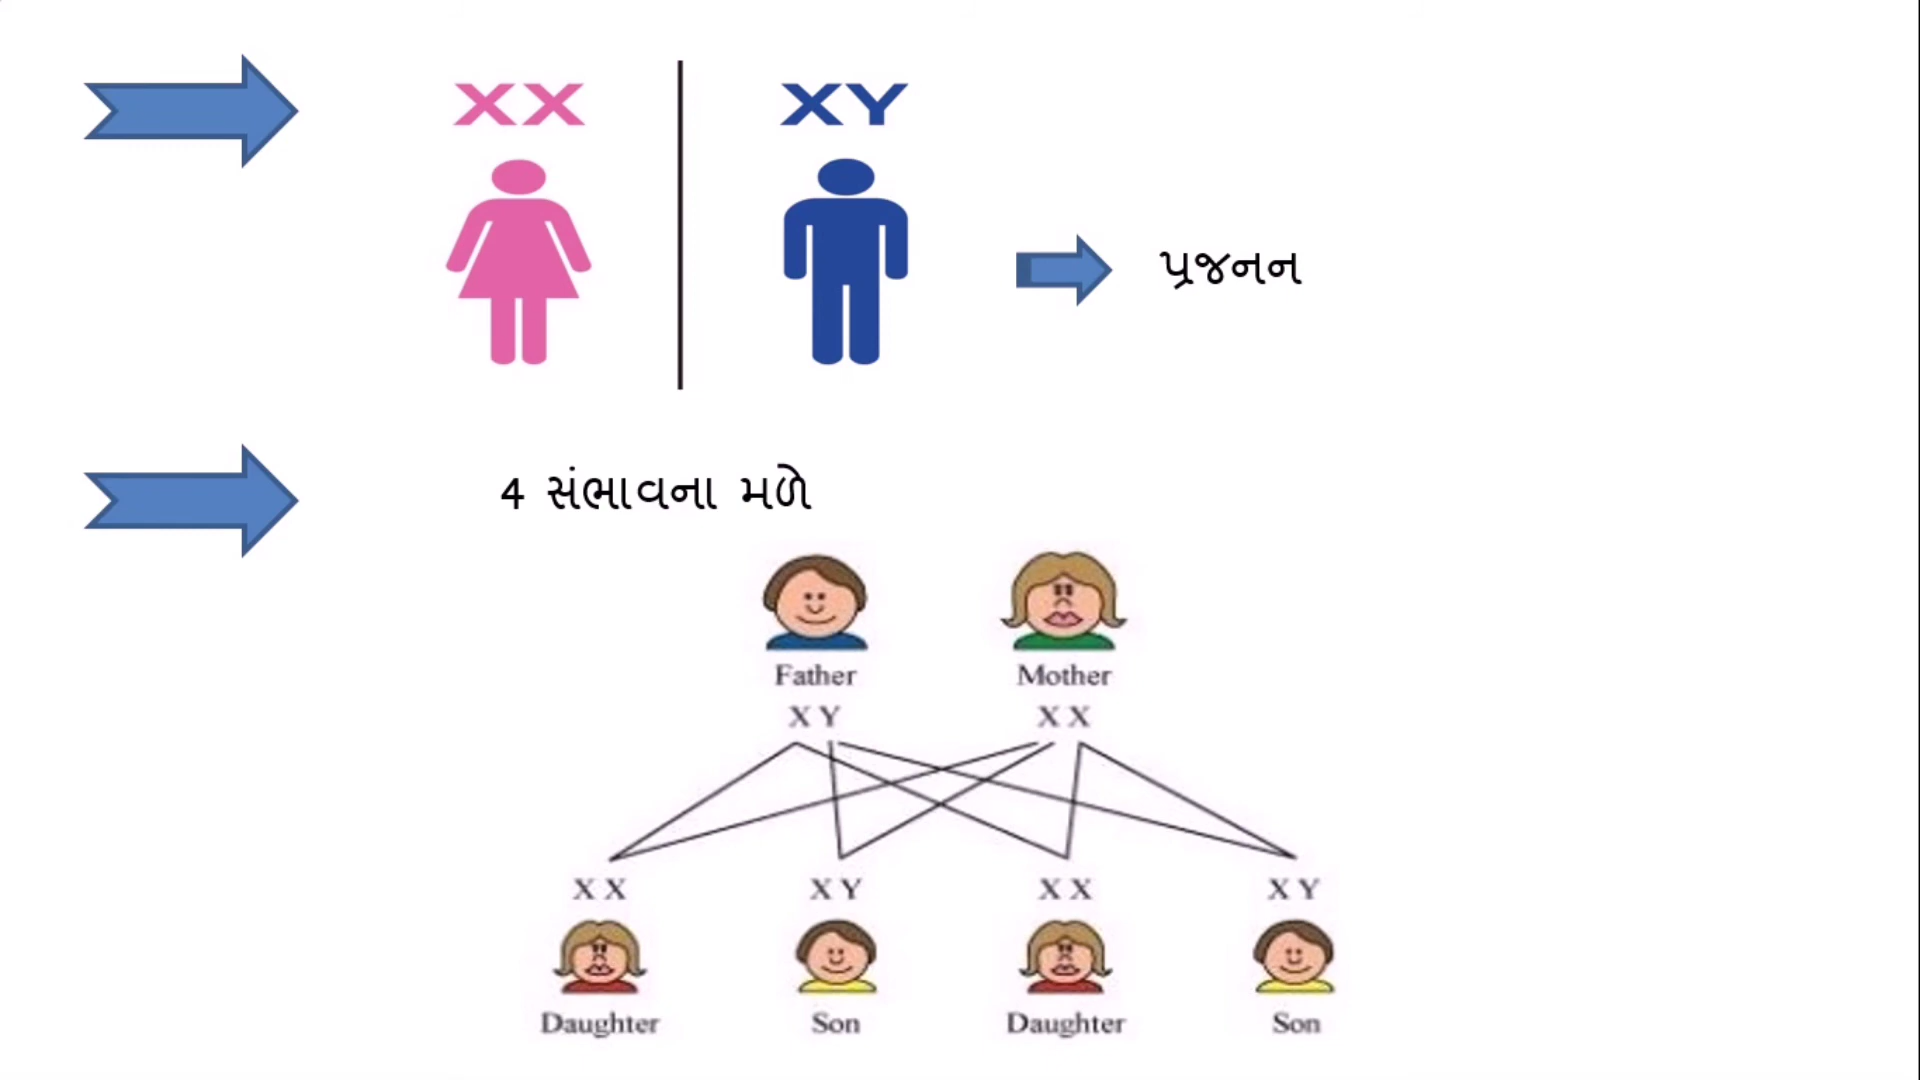 XX XY
પ્રજનન
4 સંભાવના મળે
Father Mother
X Y X X
X X X Y X X X Y
Daughter Son Daughter Son